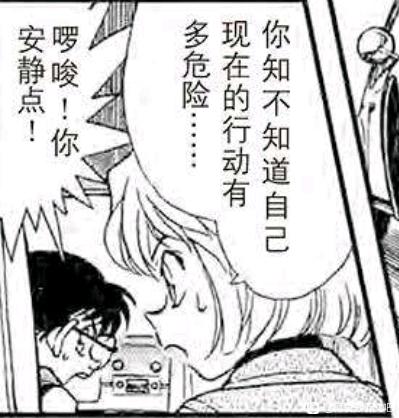 你知不知道自己
现在的行动有
多危险……
啰唆！你
安静点！